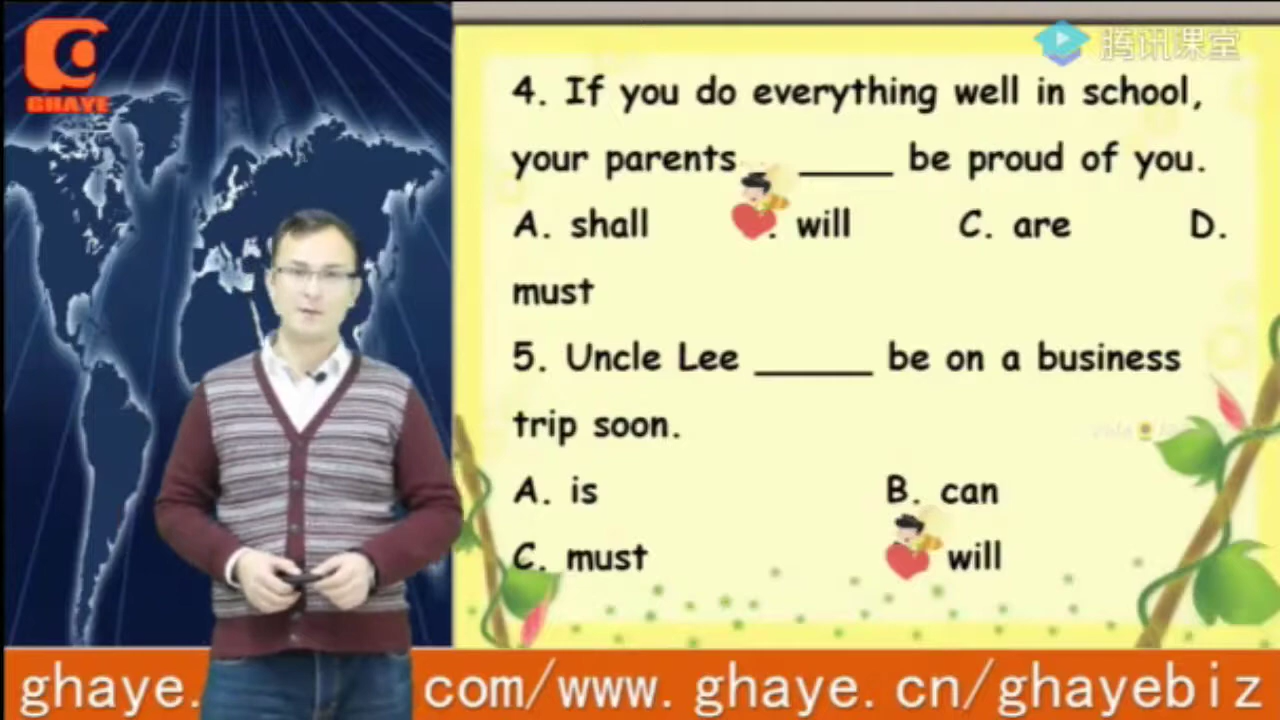 GHAYE
腾讯课堂
4. If you do everything well in school,
your parents ____ be proud of you.
A. shall . will C. are D.
must
5. Uncle Lee _____ be on a business
trip soon.
A. is B. can
C. must will
ghaye. com/www. ghaye. cn/ghayebiz